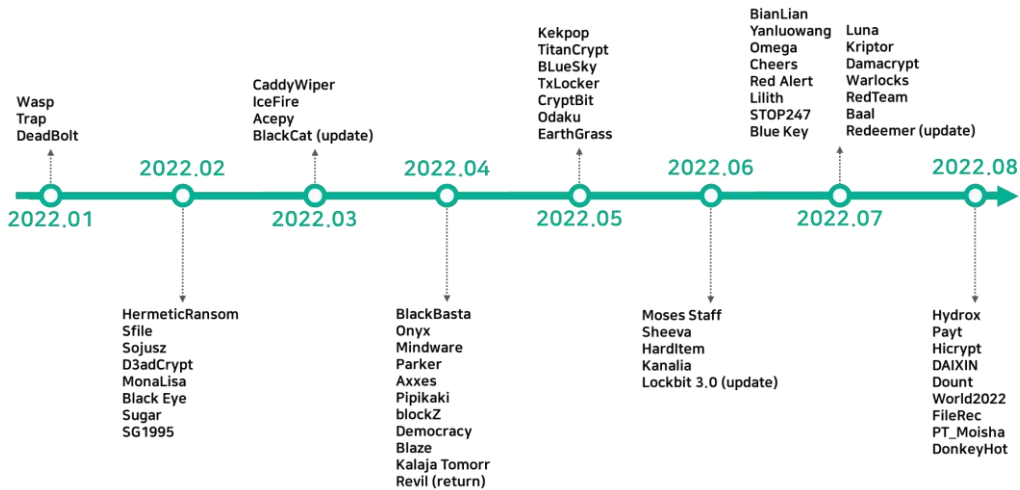 Wasp
Trap
DeadBolt
2022.01
2022.02
HermeticRansom
Sfile
Sojusz
D3adCrypt
MonaLisa
Black Eye
Sugar
SG1995
CaddyWiper
IceFire
Acepy
BlackCat (update)
2022.03
2022.04
BlackBasta
Onyx
Mindware
Parker
Axxes
Pipikaki
blockZ
Democracy
Blaze
Kalaja Tomorr
Revil (return)
Kekpop
TitanCrypt
BLueSky
TxLocker
CryptBit
Odaku
EarthGrass
2022.05
2022.06
Moses Staff
Sheeva
HardItem
Kanalia
Lockbit 3.0 (update)
BianLian
Yanluowang
Omega
Cheers
Red Alert
Lilith
STOP247
Blue Key
Luna
Kriptor
Damacrypt
Warlocks
RedTeam
Baal
Redeemer (update)
2022.07
2022.08
Hydrox
Payt
Hicrypt
DAIXIN
Dount
World2022
FileRec
PT_Moisha
DonkeyHot